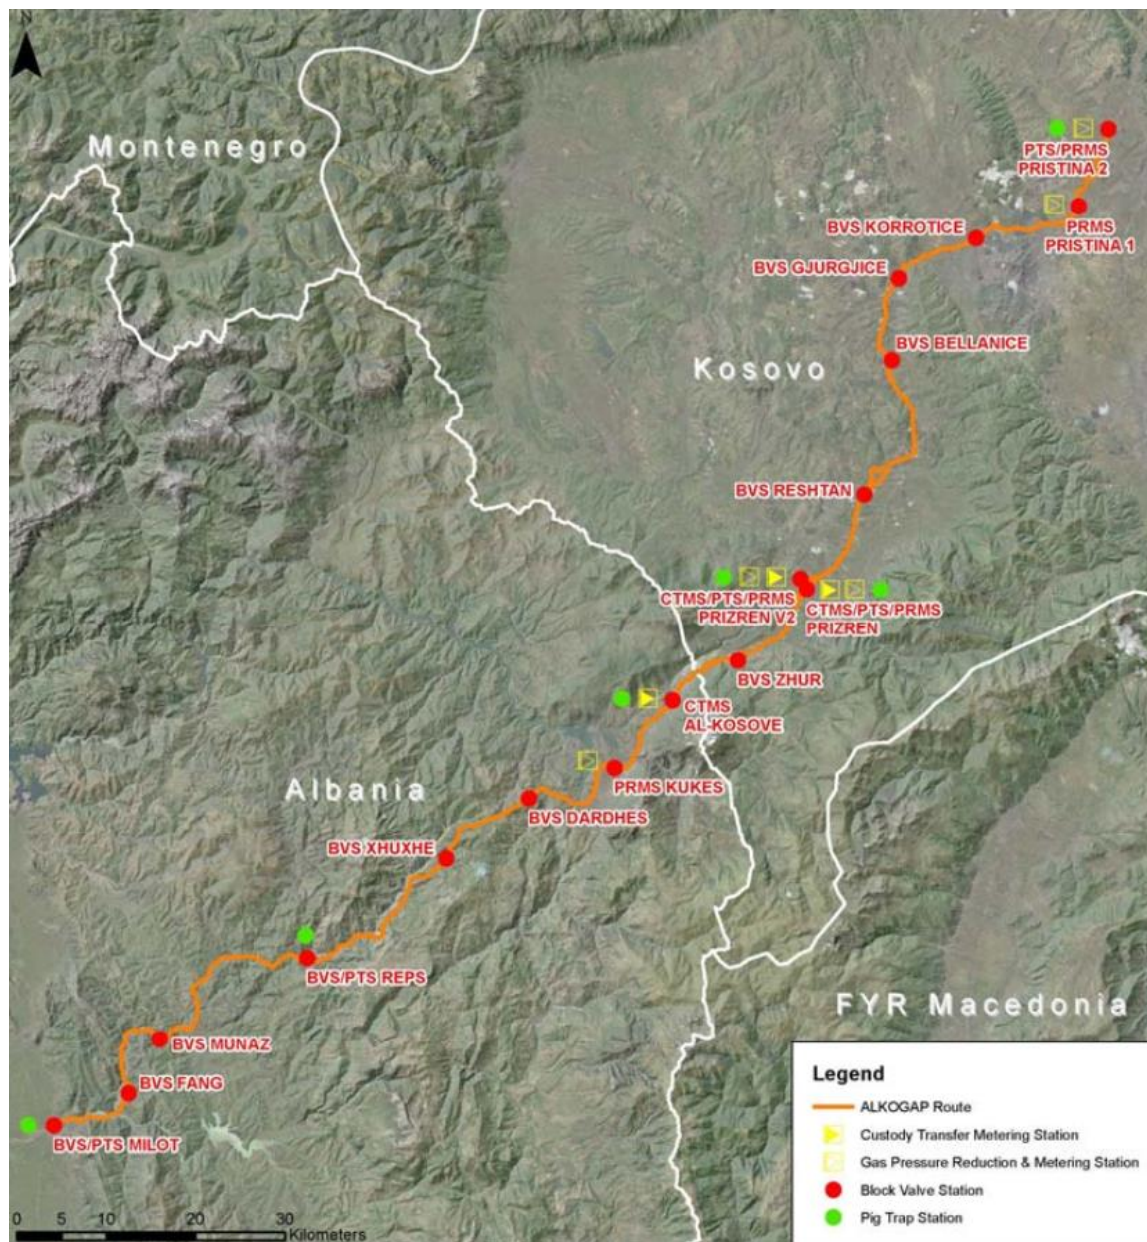 N
Montenegro
PTS/PRMS
PRISTINA 2
PRMS
PRISTINA 1
BVS KORROTICE
BVS GJURGJICE
BVS BELLANICE
Kosovo
BVS RESHTAN
CTMS/PTS/PRMS
PRIZREN V2
CTMS/PTS/PRMS
PRIZREN
BVS ZHUR
CTMS
AL-KOSOVE
PRMS KUKES
Albania
BVS DARDHES
BVS XHUXHE
BVS/PTS REPS
FYR Macedonia
BVS MUNAZ
BVS FANG
BVS/PTS MILOT
Legend
ALKOGAP Route
Custody Transfer Metering Station
Gas Pressure Reduction & Metering Station
Block Valve Station
Pig Trap Station
0 5 10 20 30
Kilometers